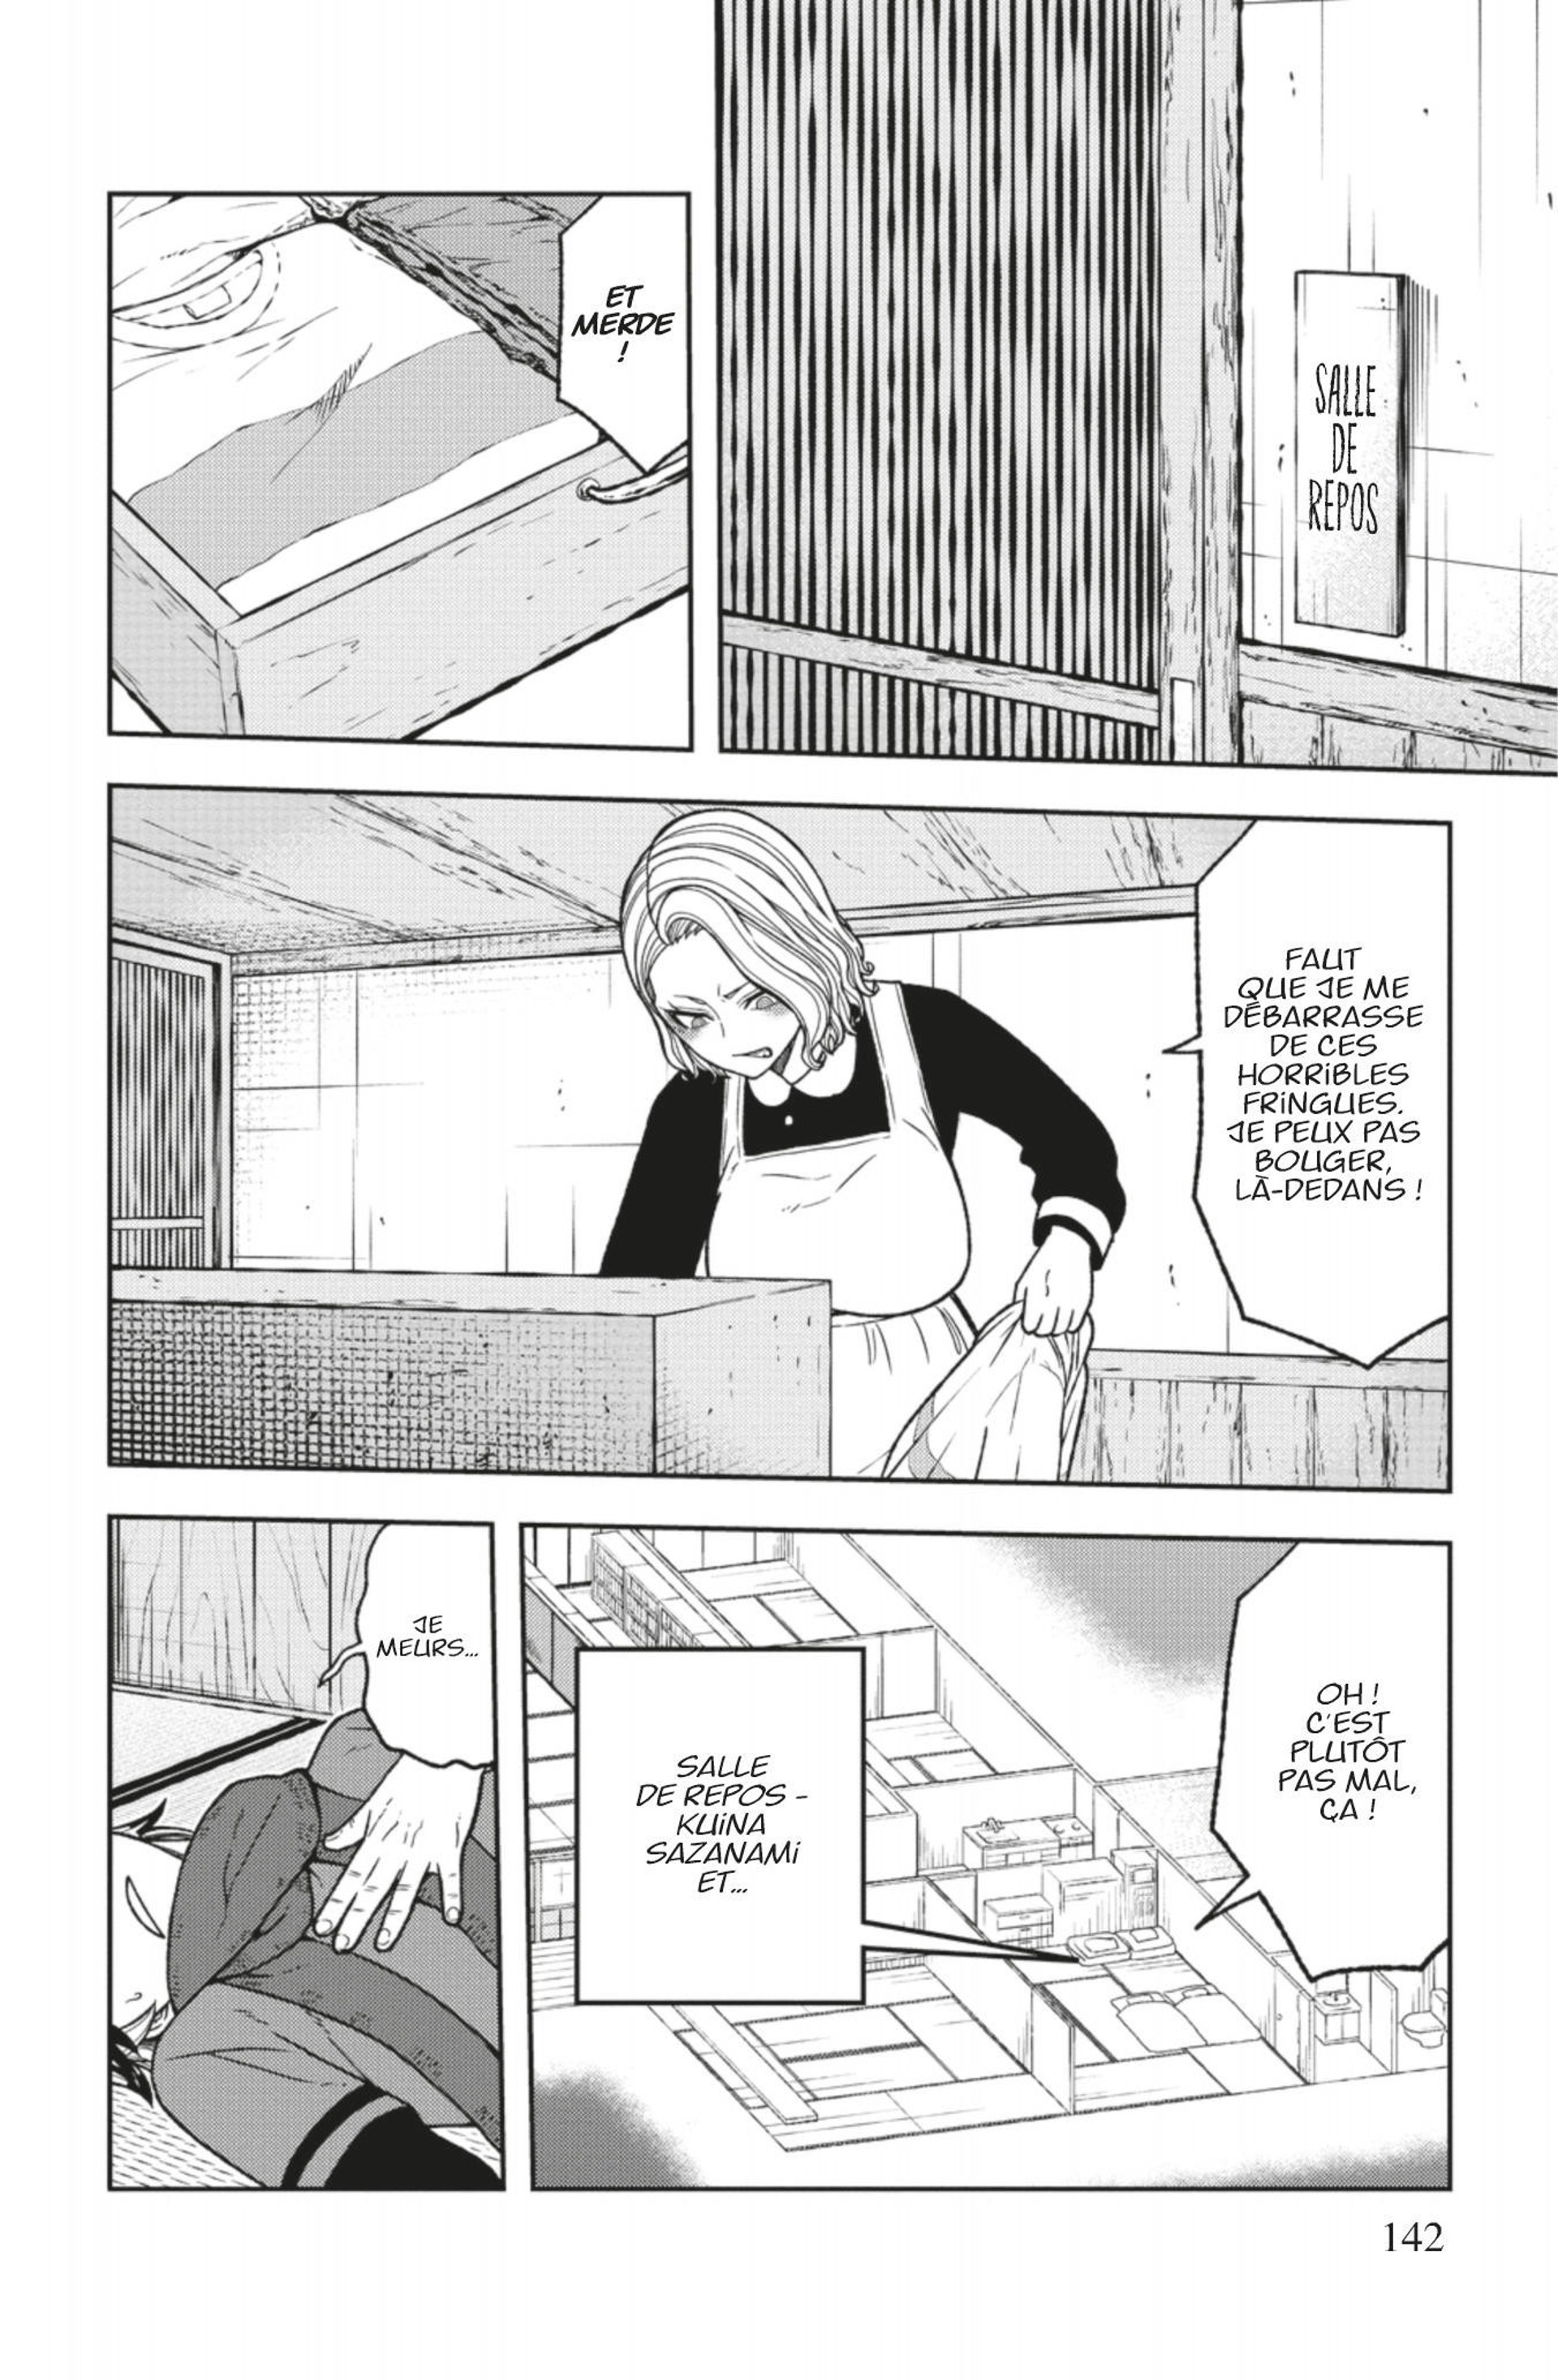 SALLE
DE
REPOS
ET
MERDE
!
FAUT
QUE JE ME
DÉBARRASSE
DE CES
HORRIBLES
FRINGUES.
JE PEUX PAS
BOUGER,
LÀ-DEDANS !
OH !
C'EST
PLUTÔT
PAS MAL,
ÇA !
SALLE
DE REPOS -
KUINA
SAZANAMI
ET...
JE
MEURS...
142